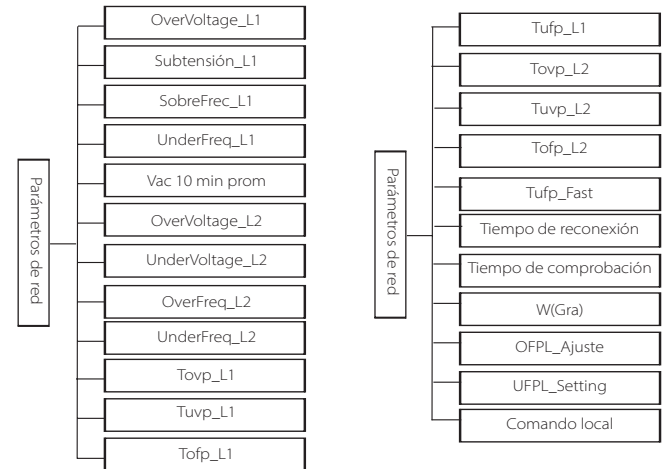 Parámetros de red
OverVoltage_L1
Subtensión_L1
SobreFrec_L1
UnderFreq_L1
Vac 10 min prom
OverVoltage_L2
UnderVoltage_L2
OverFreq_L2
UnderFreq_L2
Tovp_L1
Tuvp_L1
Tofp_L1
Parámetros de red
Tufp_L1
Tovp_L2
Tuvp_L2
Tofp_L2
Tufp_Fast
Tiempo de reconexión
Tiempo de comprobación
W(Gra)
OFPL_Ajuste
UFPL_Setting
Comando local